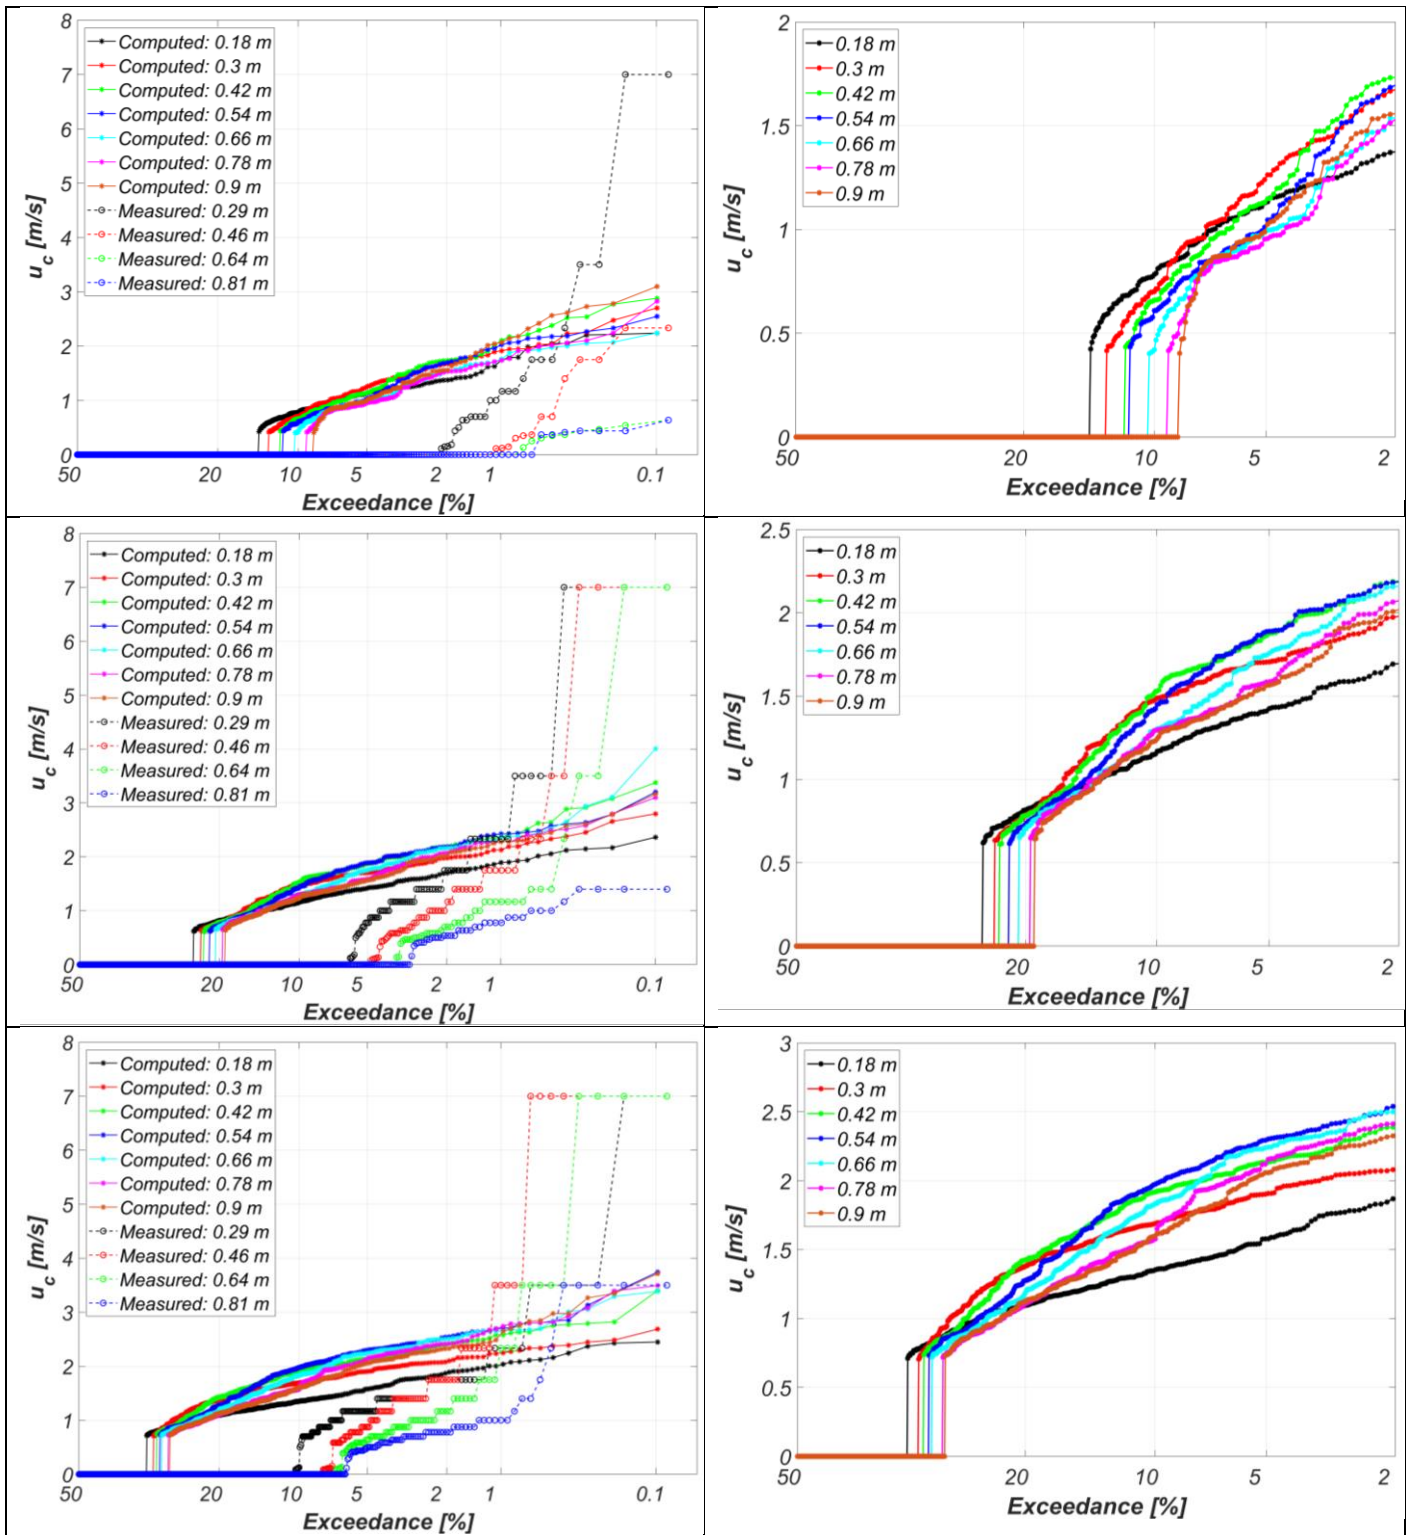 8
7
6
5
4
3
2
1
0
u_c [m/s]
Computed: 0.18 m
Computed: 0.3 m
Computed: 0.42 m
Computed: 0.54 m
Computed: 0.66 m
Computed: 0.78 m
Computed: 0.9 m
Measured: 0.29 m
Measured: 0.46 m
Measured: 0.64 m
Measured: 0.81 m
50 20 10 5 2 1 0.1
Exceedance [%]
2
1.5
1
0.5
0
u_c [m/s]
0.18 m
0.3 m
0.42 m
0.54 m
0.66 m
0.78 m
0.9 m
50 20 10 5 2
Exceedance [%]
8
7
6
5
4
3
2
1
0
u_c [m/s]
Computed: 0.18 m
Computed: 0.3 m
Computed: 0.42 m
Computed: 0.54 m
Computed: 0.66 m
Computed: 0.78 m
Computed: 0.9 m
Measured: 0.29 m
Measured: 0.46 m
Measured: 0.64 m
Measured: 0.81 m
50 20 10 5 2 1 0.1
Exceedance [%]
2.5
2
1.5
1
0.5
0
u_c [m/s]
0.18 m
0.3 m
0.42 m
0.54 m
0.66 m
0.78 m
0.9 m
50 20 10 5 2
Exceedance [%]
8
7
6
5
4
3
2
1
0
u_c [m/s]
Computed: 0.18 m
Computed: 0.3 m
Computed: 0.42 m
Computed: 0.54 m
Computed: 0.66 m
Computed: 0.78 m
Computed: 0.9 m
Measured: 0.29 m
Measured: 0.46 m
Measured: 0.64 m
Measured: 0.81 m
50 20 10 5 2 1 0.1
Exceedance [%]
3
2.5
2
1.5
1
0.5
0
u_c [m/s]
0.18 m
0.3 m
0.42 m
0.54 m
0.66 m
0.78 m
0.9 m
50 20 10 5 2
Exceedance [%]